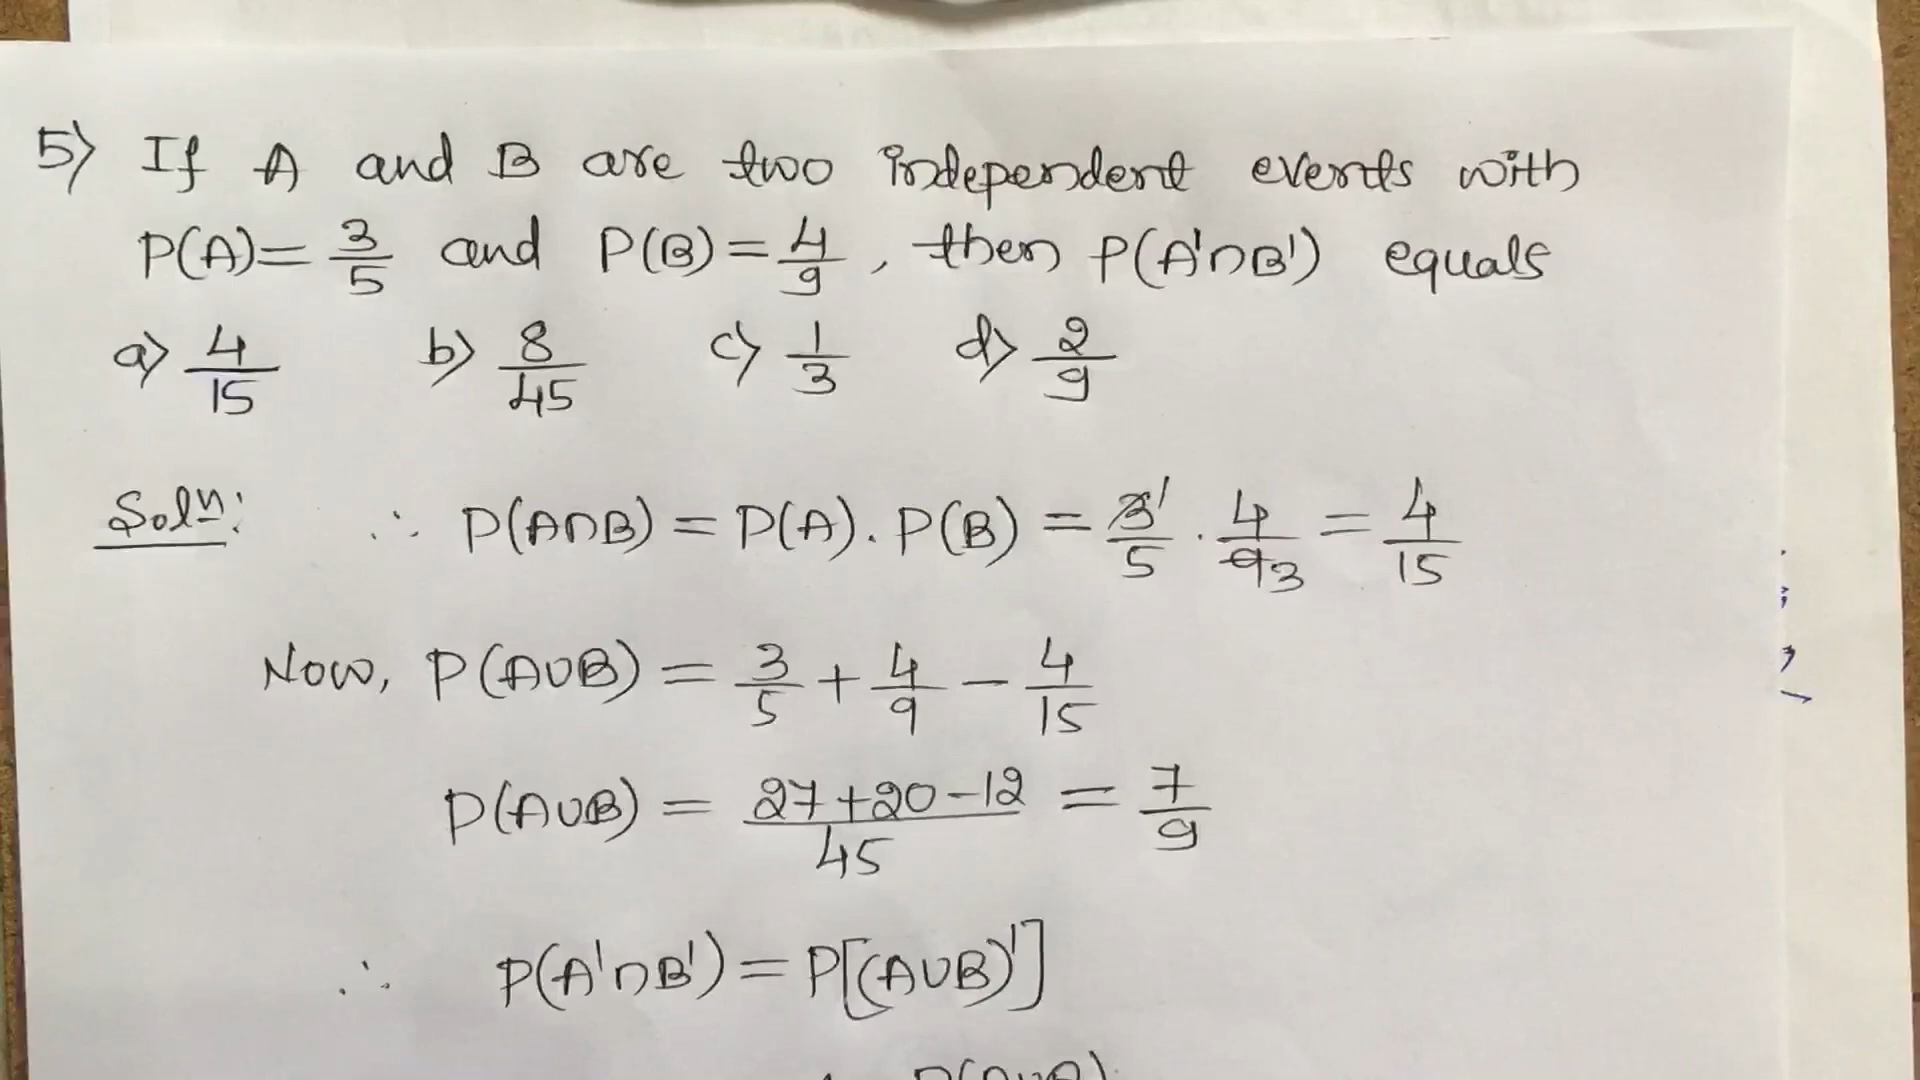 5) If A and B are two independent events with
P(A)= 3/5 and P(B)= 4/9, then P(A'∩B') equals
a) 4/15 b) 8/45 c) 1/3 d) 2/9
Soln: ∴ P(A∩B) = P(A). P(B) = 3 1/5 . 4/9 3 = 4/15
Now, P(A∪B) = 3/5 + 4/9 - 4/15
P(A∪B) = 27+20-12/45 = 7/9
∴ P(A'∩B') = P[(A∪B)']